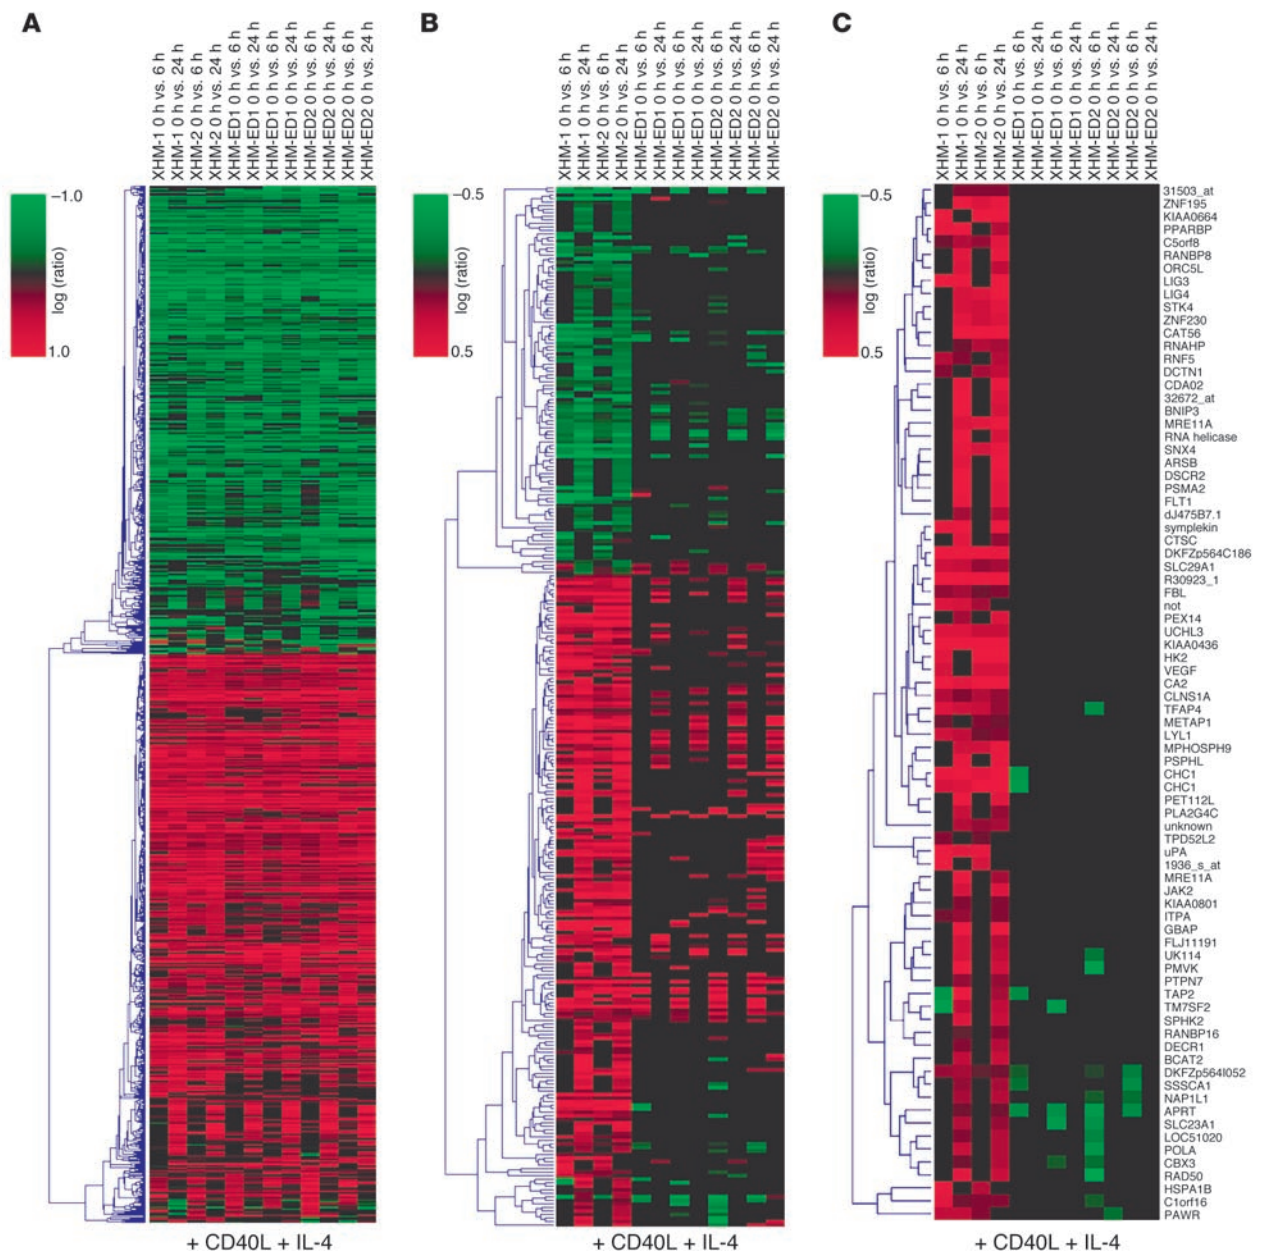 A
XHM-1 0 h vs. 6 h
XHM-1 0 h vs. 24 h
XHM-2 0 h vs. 6 h
XHM-2 0 h vs. 24 h
XHM-ED1 0 h vs. 6 h
XHM-ED1 0 h vs. 24 h
XHM-ED1 0 h vs. 6 h
XHM-ED1 0 h vs. 24 h
XHM-ED2 0 h vs. 6 h
XHM-ED2 0 h vs. 24 h
XHM-ED2 0 h vs. 6 h
XHM-ED2 0 h vs. 24 h
−1.0
log (ratio)
1.0
+ CD40L + IL-4
B
XHM-1 0 h vs. 6 h
XHM-1 0 h vs. 24 h
XHM-2 0 h vs. 6 h
XHM-2 0 h vs. 24 h
XHM-ED1 0 h vs. 6 h
XHM-ED1 0 h vs. 24 h
XHM-ED1 0 h vs. 6 h
XHM-ED1 0 h vs. 24 h
XHM-ED2 0 h vs. 6 h
XHM-ED2 0 h vs. 24 h
XHM-ED2 0 h vs. 6 h
XHM-ED2 0 h vs. 24 h
−0.5
log (ratio)
0.5
+ CD40L + IL-4
C
XHM-1 0 h vs. 6 h
XHM-1 0 h vs. 24 h
XHM-2 0 h vs. 6 h
XHM-2 0 h vs. 24 h
XHM-ED1 0 h vs. 6 h
XHM-ED1 0 h vs. 24 h
XHM-ED1 0 h vs. 6 h
XHM-ED1 0 h vs. 24 h
XHM-ED2 0 h vs. 6 h
XHM-ED2 0 h vs. 24 h
XHM-ED2 0 h vs. 6 h
XHM-ED2 0 h vs. 24 h
−0.5
log (ratio)
0.5
31503_at
ZNF195
KIAA0664
PPARBP
C5orf8
RANBP8
ORC5L
LIG3
LIG4
STK4
ZNF230
CAT56
RNAHP
RNF5
DCTN1
CDA02
32672_at
BNIP3
MRE11A
RNA helicase
SNX4
ARSB
DSCR2
PSMA2
FLT1
dJ475B7.1
symplekin
CTSC
DKFZp564C186
SLC29A1
R30923_1
FBL
not
PEX14
UCHL3
KIAA0436
HK2
VEGF
CA2
CLNS1A
TFAP4
METAP1
LYL1
MPHOSPH9
PSPHL
CHC1
CHC1
PET112L
PLA2G4C
unknown
TPD52L2
uPA
1936_s_at
MRE11A
JAK2
KIAA0801
ITPA
GBAP
FLJ11191
UK114
PMVK
PTPN7
TAP2
TM7SF2
SPHK2
RANBP16
DECR1
BCAT2
DKFZp564I052
SSSCA1
NAP1L1
APRT
SLC23A1
LOC51020
POLA
CBX3
RAD50
HSPA1B
C1orf16
PAWR
+ CD40L + IL-4